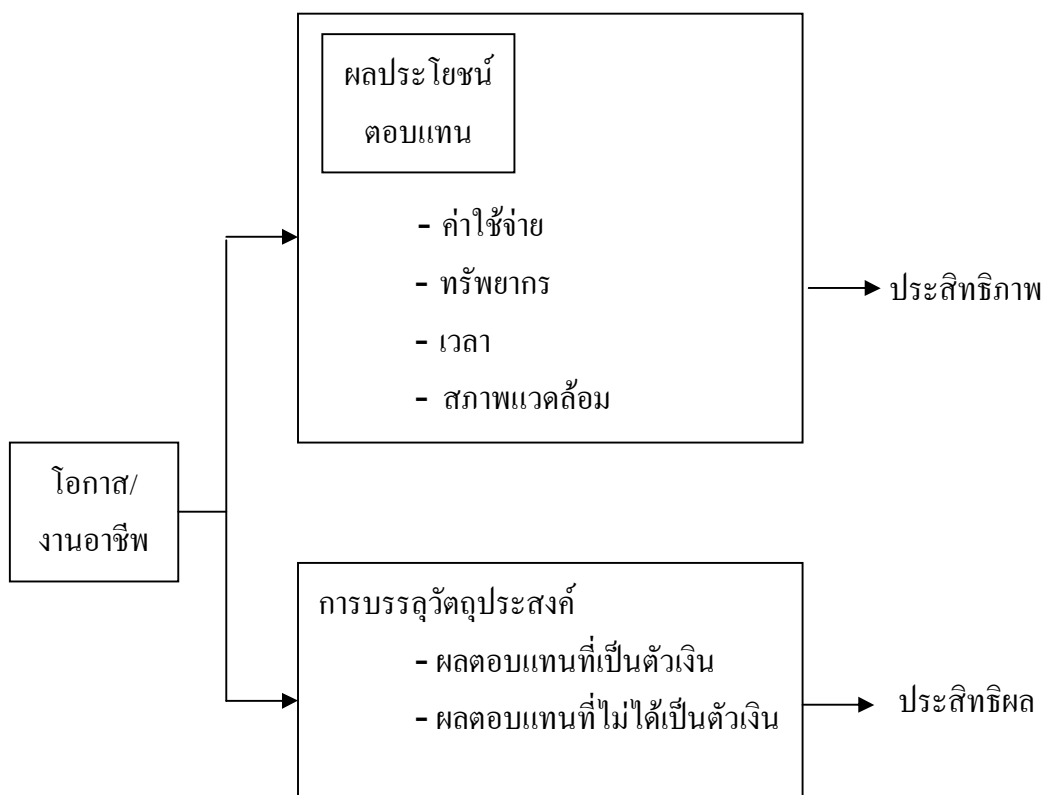 ผลประโยชน์
ตอบแทน
- ค่าใช้จ่าย
- ทรัพยากร
- เวลา
- สภาพแวดล้อม
ประสิทธิภาพ
โอกาส/
งานอาชีพ
การบรรลุวัตถุประสงค์
- ผลตอบแทนที่เป็นตัวเงิน
- ผลตอบแทนที่ไม่ได้เป็นตัวเงิน
ประสิทธิผล